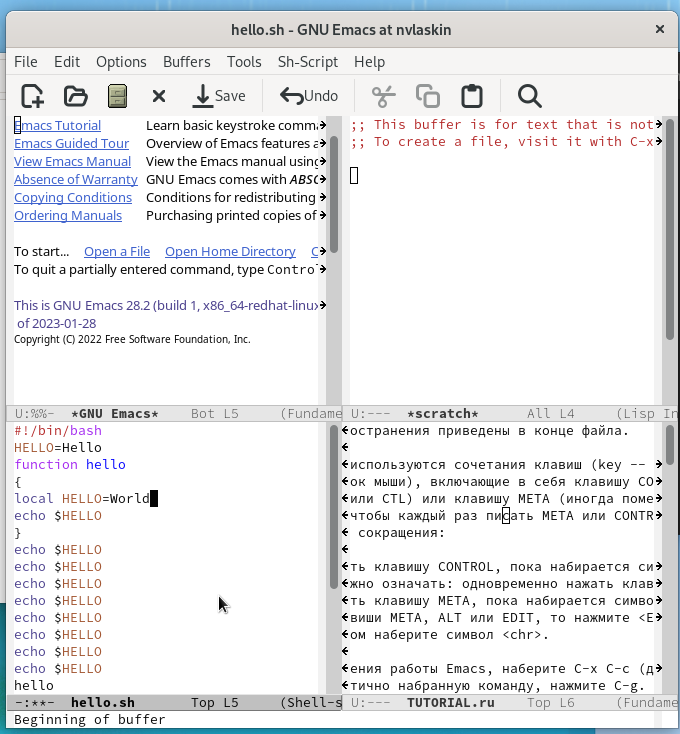 hello.sh - GNU Emacs at nvlaskin
File Edit Options Buffers Tools Sh-Script Help
Save Undo
Emacs Tutorial Learn basic keystroke comm
Emacs Guided Tour Overview of Emacs features a
View Emacs Manual View the Emacs manual using
Absence of Warranty GNU Emacs comes with ABSO
Copying Conditions Conditions for redistributing
Ordering Manuals Purchasing printed copies of
To start... Open a File Open Home Directory C
To quit a partially entered command, type Contro
This is GNU Emacs 28.2 (build 1, x86_64-redhat-linux
of 2023-01-28
Copyright (C) 2022 Free Software Foundation, Inc.
U:%%- *GNU Emacs* Bot L5 (Fundame
;; This buffer is for text that is not
;; To create a file, visit it with C-x
U:--- *scratch* All L4 (Lisp In
#!/bin/bash
HELLO=Hello
function hello
{
local HELLO=World
echo $HELLO
}
echo $HELLO
echo $HELLO
echo $HELLO
echo $HELLO
echo $HELLO
echo $HELLO
echo $HELLO
echo $HELLO
hello
-:**- hello.sh Top L5 (Shell-s
остранения приведены в конце файла.
используются сочетания клавиш (key --
ок мыши), включающие в себя клавишу CO
или CTL) или клавишу META (иногда поме
чтобы каждый раз писать META или CONTR
сокращения:
ть клавишу CONTROL, пока набирается си
жно означать: одновременно нажать клав
ть клавишу META, пока набирается симво
виши META, ALT или EDIT, то нажмите <E
ом наберите символ <chr>.
ения работы Emacs, наберите C-x C-c (д
тично набранную команду, нажмите C-g.
U:--- TUTORIAL.ru Top L6 (Fundame
Beginning of buffer